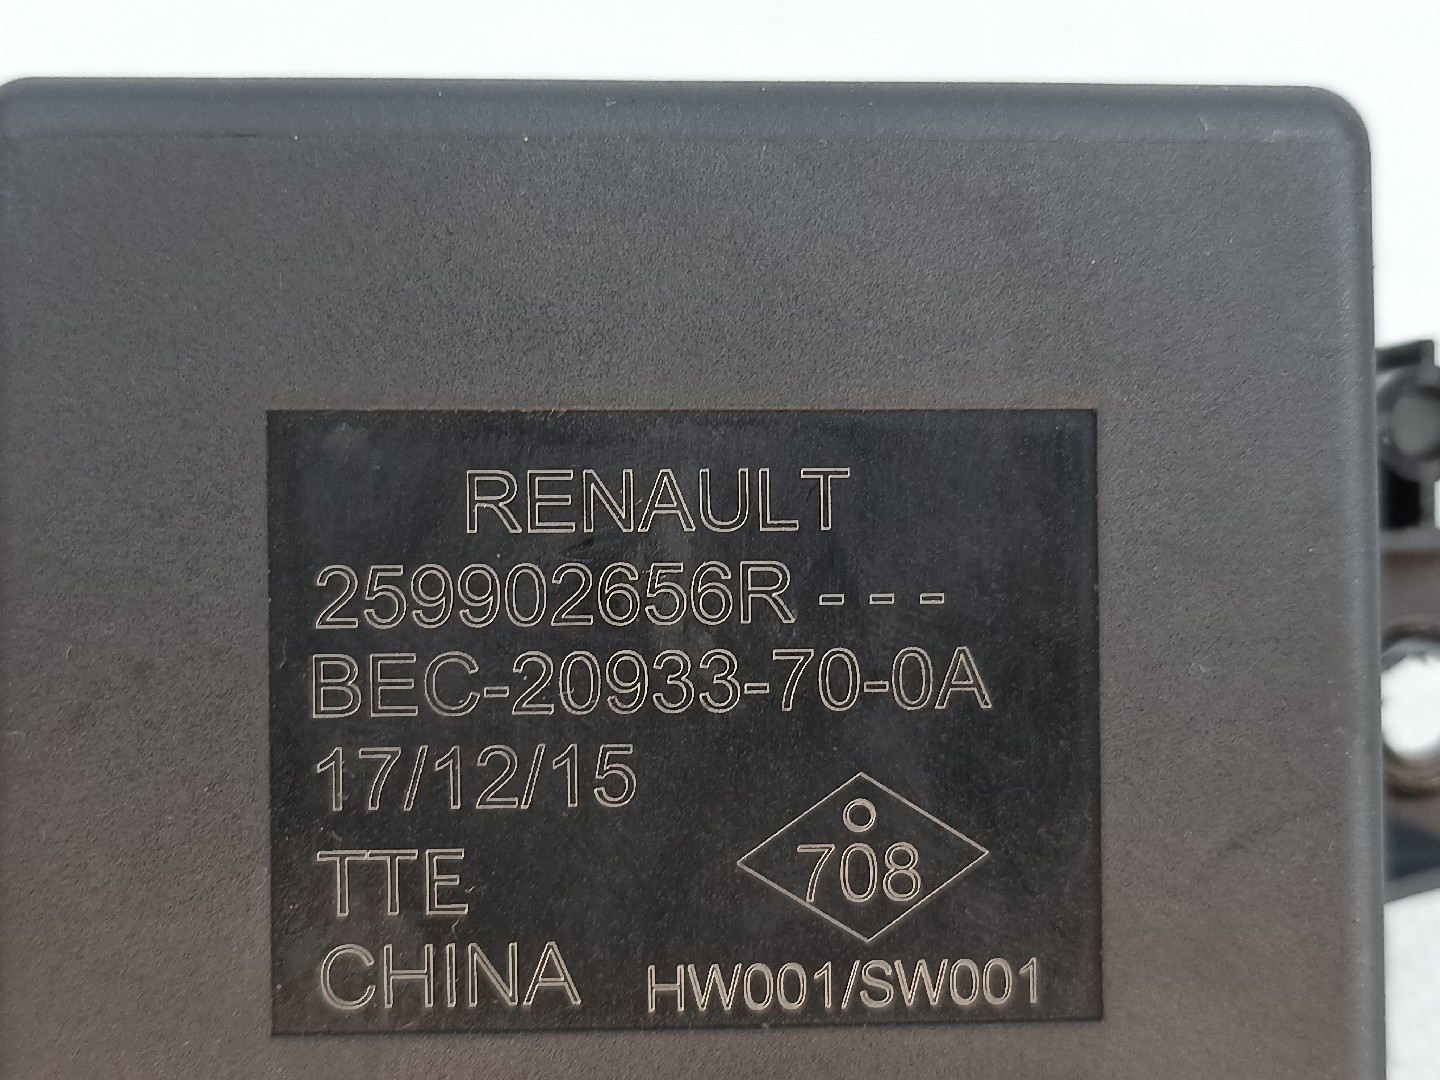 RENAULT
259902656R - - -
BEC-20933-70-0A
17/12/15
TTE
708
CHINA
HW001/SW001